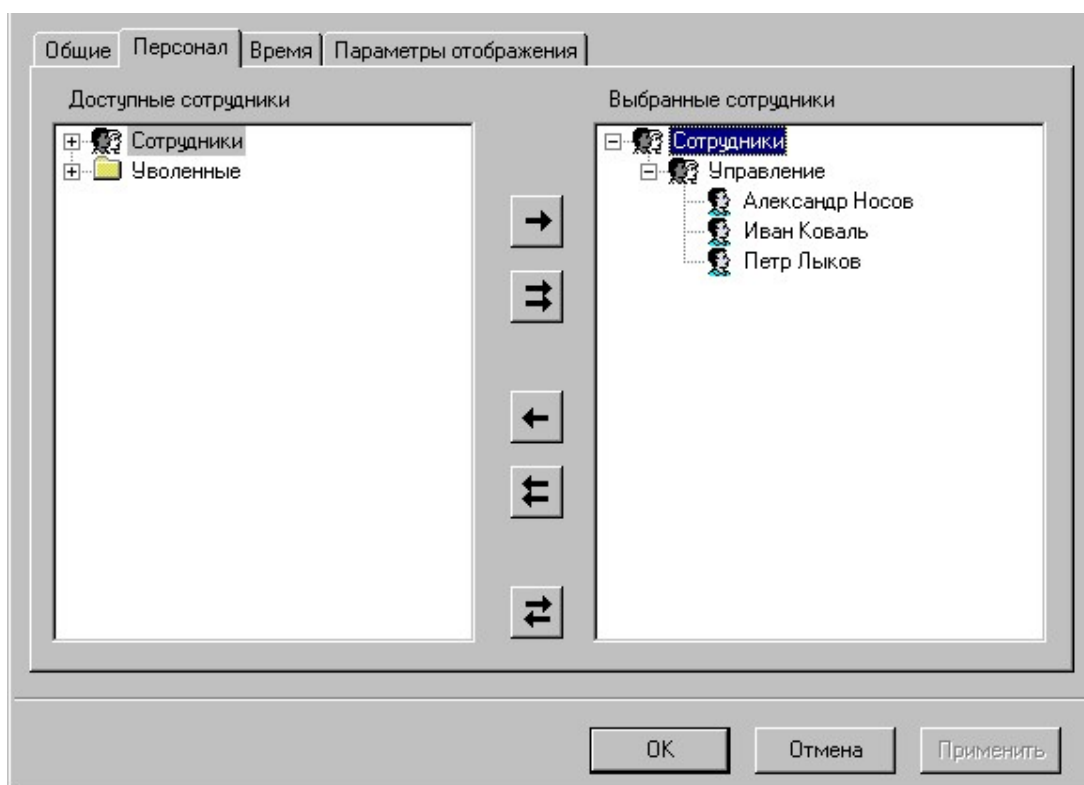 Общие Персонал Время Параметры отображения
Доступные сотрудники
Сотрудники
Уволенные
Выбранные сотрудники
Сотрудники
Управление
Александр Носов
Иван Коваль
Петр Лыков
OK Отмена Применить